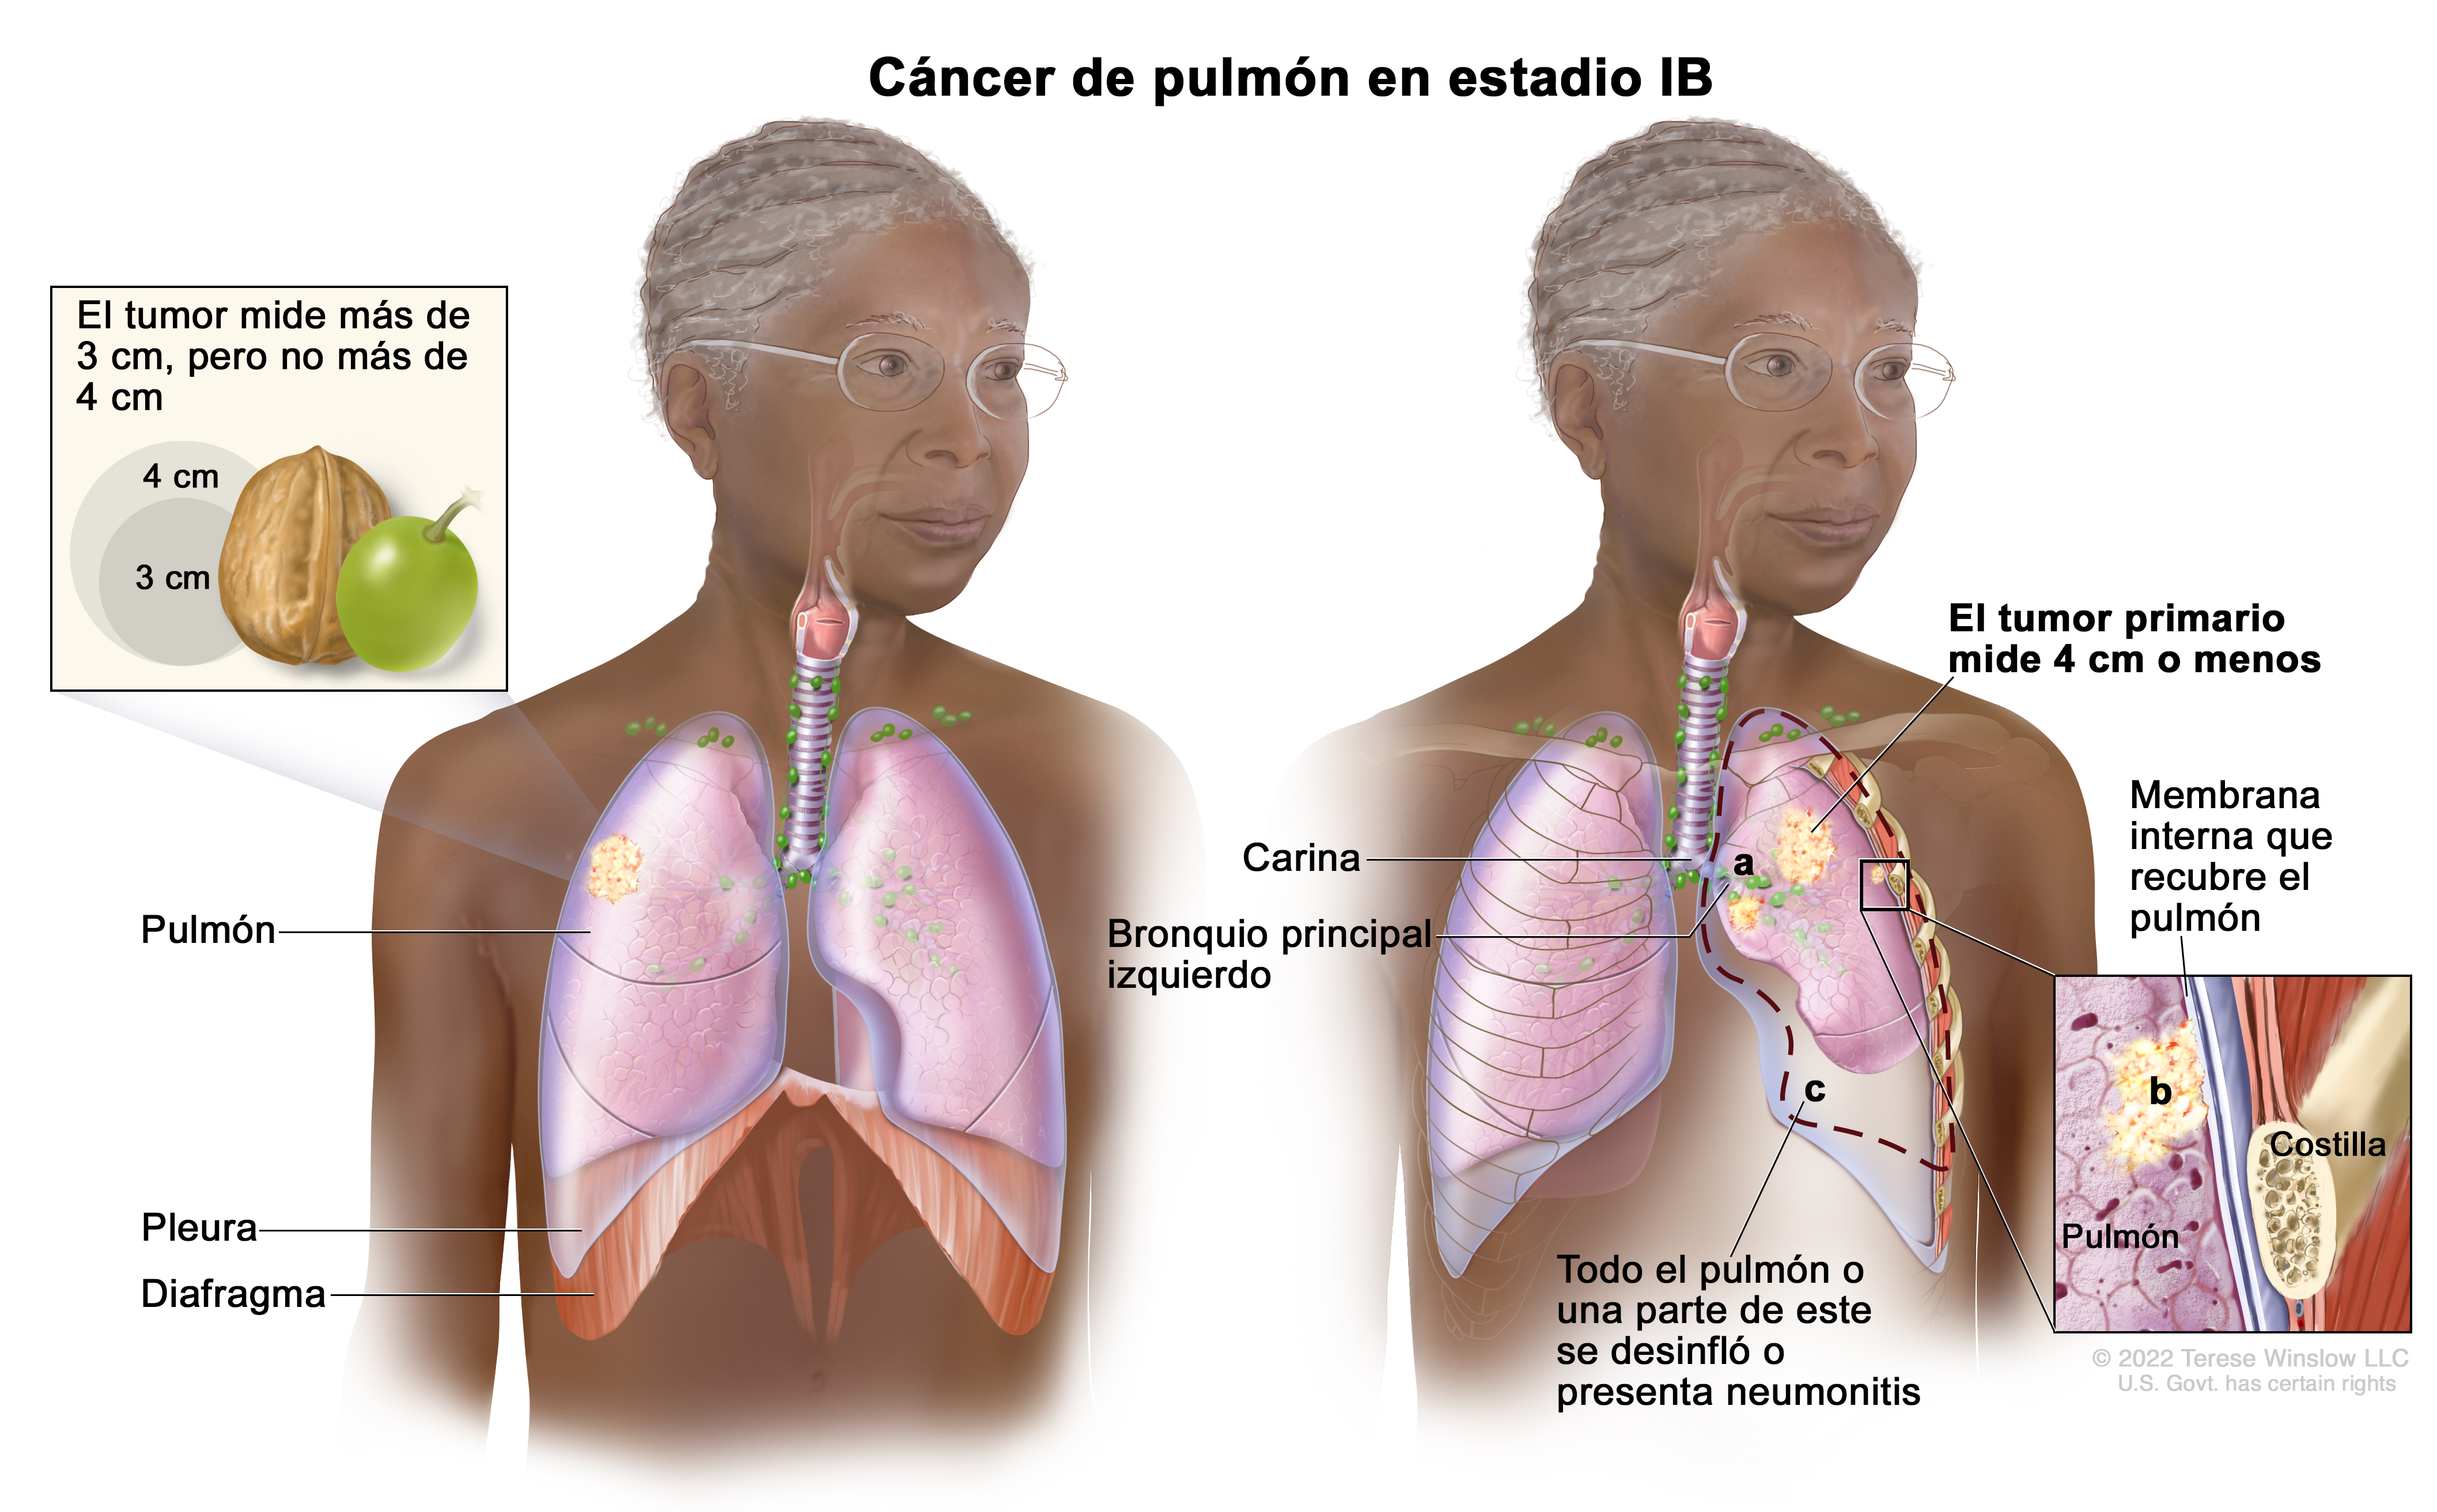 Cáncer de pulmón en estadio IB
El tumor mide más de
3 cm, pero no más de
4 cm
4 cm
3 cm
Pulmón
Pleura
Diafragma
El tumor primario
mide 4 cm o menos
Carina
a
Bronquio principal
izquierdo
Membrana
interna que
recubre el
pulmón
c
b
Costilla
Pulmón
Todo el pulmón o
una parte de este
se desinfló o
presenta neumonitis
© 2022 Terese Winslow LLC
U.S. Govt. has certain rights